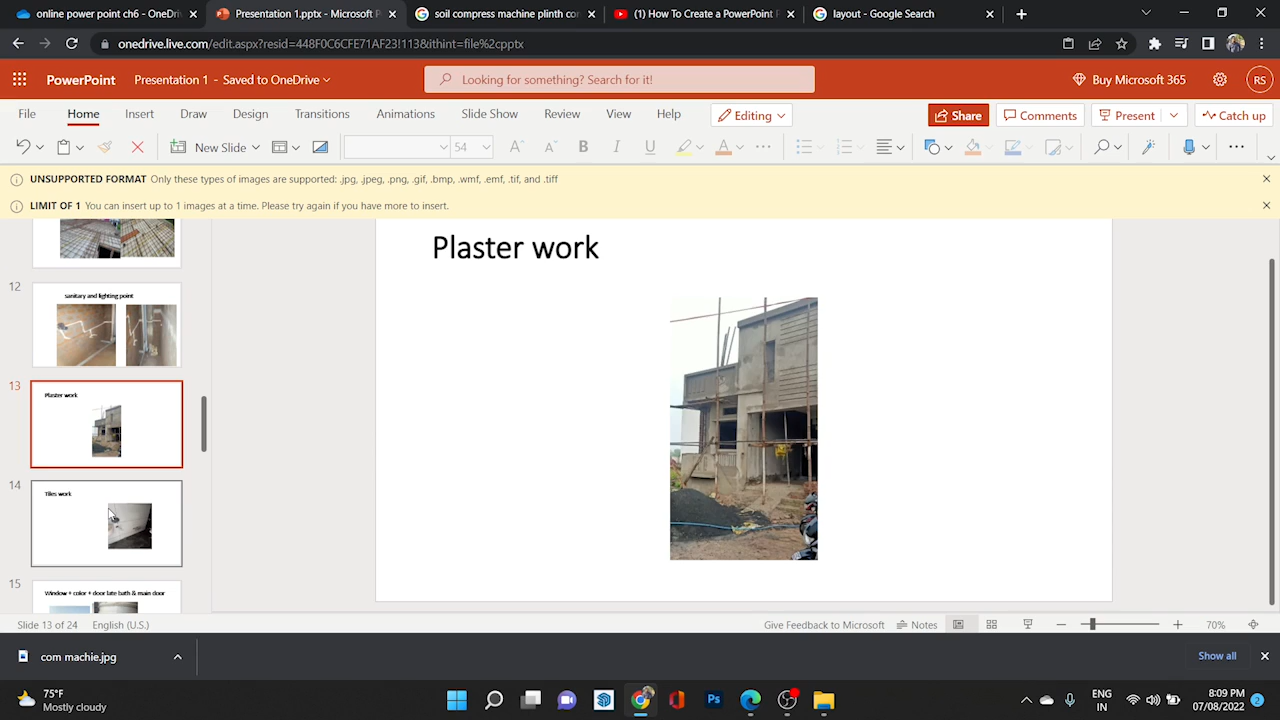 online ppt ch6 - OneDrive
Presentation 1.pptx - Microsoft P
soil compress machine plinth con
(1) How To Create a PowerPoint P
layout - Google Search
onedrive.live.com/edit.aspx?resid=448F0C6CFE71AF23!113&ithint=file%2cpptx
PowerPoint Presentation 1 - Saved to OneDrive
Looking for something? Search for it!
Buy Microsoft 365
RS
File Home Insert Draw Design Transitions Animations Slide Show Review View Help
Editing
Share
Comments
Present
Catch up
New Slide
54
B I U A
UNSUPPORTED FORMAT Only these types of images are supported: .jpg, .jpeg, .png, .gif, .bmp, .wmf, .emf, .tif, and .tiff
LIMIT OF 1 You can insert up to 1 images at a time. Please try again if you have more to insert.
12
sanitary and lighting point
13
Plaster work
14
Tiles work
15
Window + color + door late bath & main door
Plaster work
Slide 13 of 24 English (U.S.)
Give Feedback to Microsoft Notes 70%
com machie.jpg
Show all
75°F
Mostly cloudy
Ps
ENG
IN
8:09 PM
07/08/2022
2